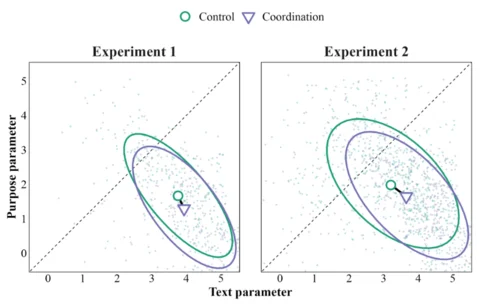 Control Coordination
Experiment 1 Experiment 2
Purpose parameter
5
4
3
2
1
0
0 1 2 3 4 5 0 1 2 3 4 5
Text parameter